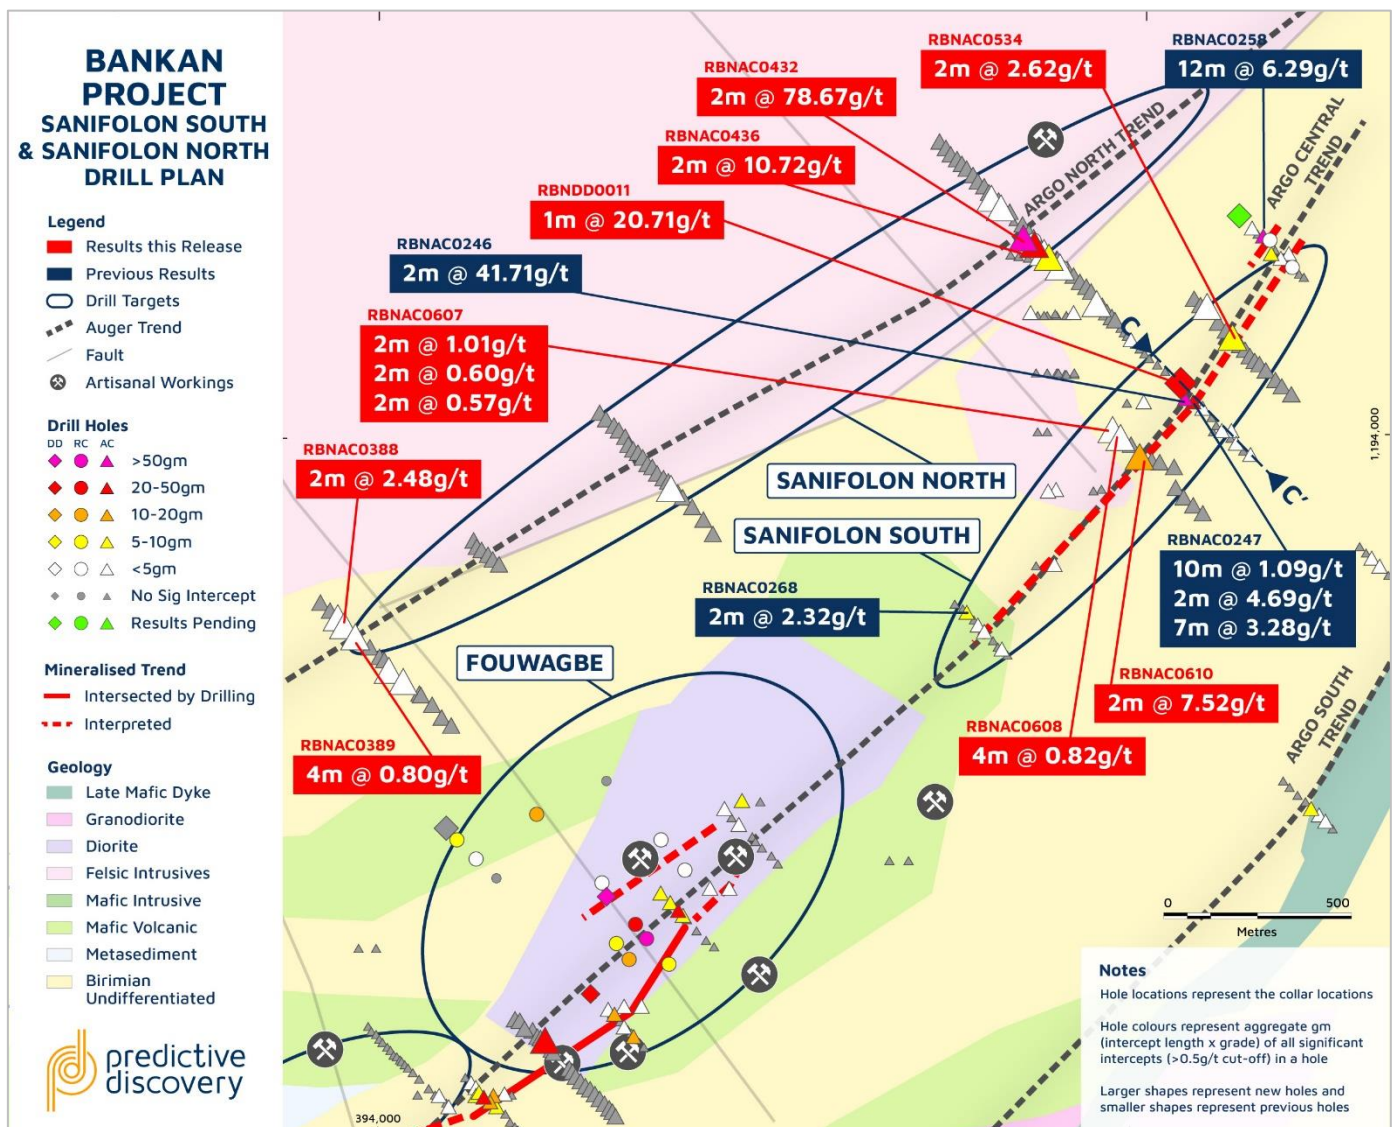 BANKAN
PROJECT
SANIFOLON SOUTH
& SANIFOLON NORTH
DRILL PLAN
Legend
Results this Release
Previous Results
Drill Targets
Auger Trend
Fault
Artisanal Workings
Drill Holes
DD RC AC
>50gm
20-50gm
10-20gm
5-10gm
<5gm
No Sig Intercept
Results Pending
Mineralised Trend
Intersected by Drilling
Interpreted
Geology
Late Mafic Dyke
Granodiorite
Diorite
Felsic Intrusives
Mafic Intrusive
Mafic Volcanic
Metasediment
Birimian
Undifferentiated
predictive
discovery
RBNAC0534
2m @ 2.62g/t
RBNAC0258
12m @ 6.29g/t
RBNAC0432
2m @ 78.67g/t
RBNAC0436
2m @ 10.72g/t
RBNDD0011
1m @ 20.71g/t
RBNAC0246
2m @ 41.71g/t
RBNAC0607
2m @ 1.01g/t
2m @ 0.60g/t
2m @ 0.57g/t
RBNAC0388
2m @ 2.48g/t
RBNAC0389
4m @ 0.80g/t
ARGO NORTH TREND
ARGO CENTRAL
TREND
C
C'
1,194,000
SANIFOLON NORTH
SANIFOLON SOUTH
RBNAC0268
2m @ 2.32g/t
RBNAC0247
10m @ 1.09g/t
2m @ 4.69g/t
7m @ 3.28g/t
RBNAC0610
2m @ 7.52g/t
RBNAC0608
4m @ 0.82g/t
FOUWAGBE
ARGO SOUTH
TREND
0 500
Metres
394,000
Notes
Hole locations represent the collar locations
Hole colours represent aggregate gm
(intercept length x grade) of all significant
intercepts (>0.5g/t cut-off) in a hole
Larger shapes represent new holes and
smaller shapes represent previous holes